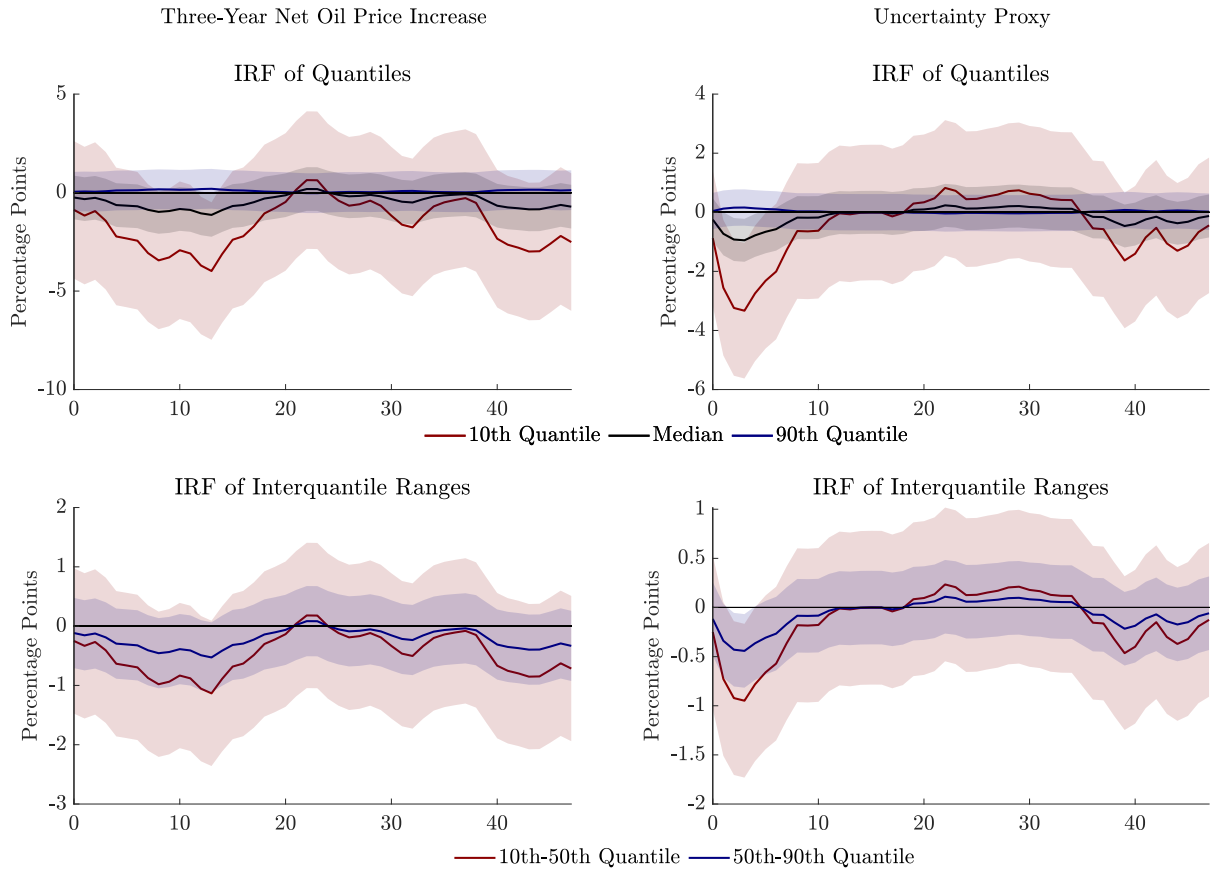 Three-Year Net Oil Price Increase
Uncertainty Proxy
IRF of Quantiles
Percentage Points
5
0
-5
-10
0 10 20 30 40
IRF of Quantiles
Percentage Points
4
2
0
-2
-4
-6
0 10 20 30 40
10th Quantile Median 90th Quantile
IRF of Interquantile Ranges
Percentage Points
2
1
0
-1
-2
-3
0 10 20 30 40
IRF of Interquantile Ranges
Percentage Points
1
0.5
0
-0.5
-1
-1.5
-2
0 10 20 30 40
10th-50th Quantile 50th-90th Quantile